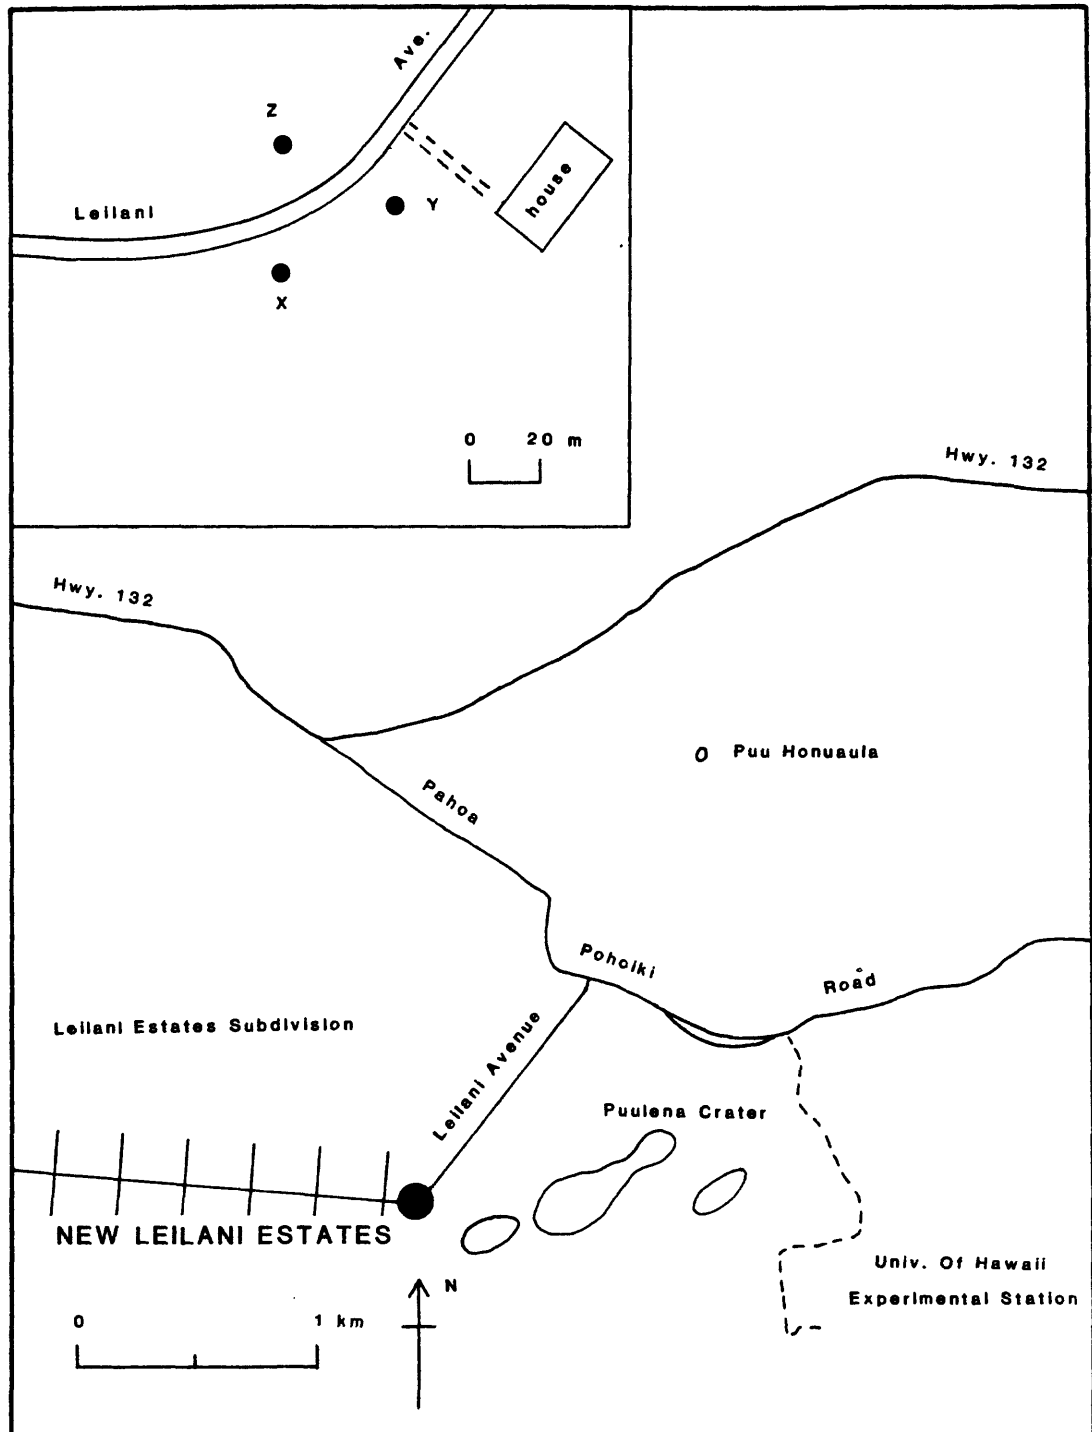 Ave.
Z
Leilani
Y
house
X
0 20 m
Hwy. 132
Hwy. 132
Puu Honuaula
Pahoa
Pohoiki
Road
Leilani Estates Subdivision
Leilani Avenue
Puulena Crater
NEW LEILANI ESTATES
N
Univ. Of Hawaii
Experimental Station
0 1 km